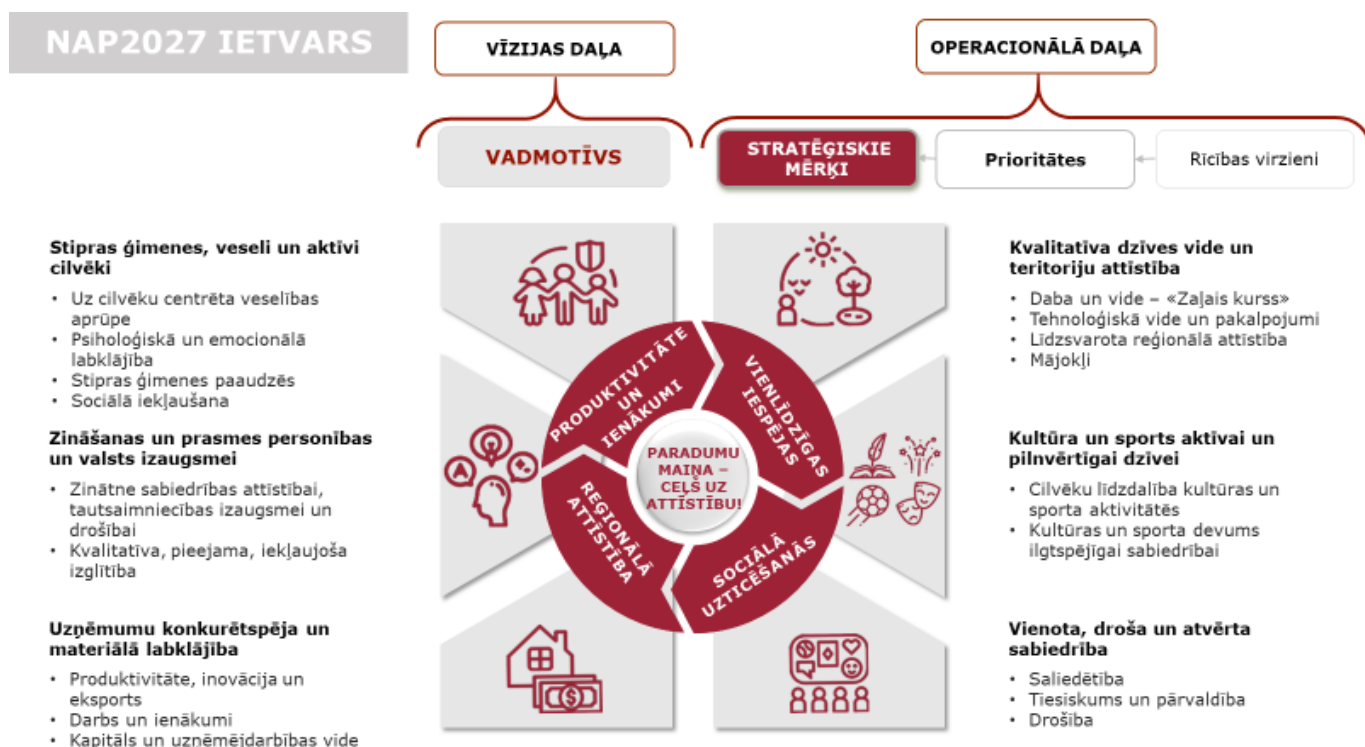 NAP2027 IETVARS
VĪZIJAS DAĻA
OPERACIONĀLĀ DAĻA
VADMOTĪVS
STRATĒĢISKIE
MĒRĶI
Prioritātes
Rīcības virzieni
Stipras ģimenes, veseli un aktīvi
cilvēki
• Uz cilvēku centrēta veselības
aprūpe
• Psiholoģiskā un emocionālā
labklājība
• Stipras ģimenes paaudzēs
• Sociālā iekļaušana
Zināšanas un prasmes personības
un valsts izaugsmei
• Zinātne sabiedrības attīstībai,
tautsaimniecības izaugsmei un
drošībai
• Kvalitatīva, pieejama, iekļaujoša
izglītība
Uzņēmumu konkurētspēja un
materiālā labklājība
• Produktivitāte, inovācija un
eksports
• Darbs un ienākumi
• Kapitāls un uzņēmējdarbības vide
PRODUKTIVITĀTE
UN
IENĀKUMI
VIENLĪDZĪGAS
IESPĒJAS
PARADUMU
MAIŅA –
CEĻŠ UZ
ATTĪSTĪBU!
REĢIONĀLĀ
ATTĪSTĪBA
SOCIĀLĀ
UZTICĒŠANĀS
A
Kvalitatīva dzīves vide un
teritoriju attīstība
• Daba un vide – «Zaļais kurss»
• Tehnoloģiskā vide un pakalpojumi
• Līdzsvarota reģionālā attīstība
• Mājokļi
Kultūra un sports aktīvai un
pilnvērtīgai dzīvei
• Cilvēku līdzdalība kultūras un
sporta aktivitātēs
• Kultūras un sporta devums
ilgtspējīgai sabiedrībai
Vienota, droša un atvērta
sabiedrība
• Saliedētība
• Tiesiskums un pārvaldība
• Drošība